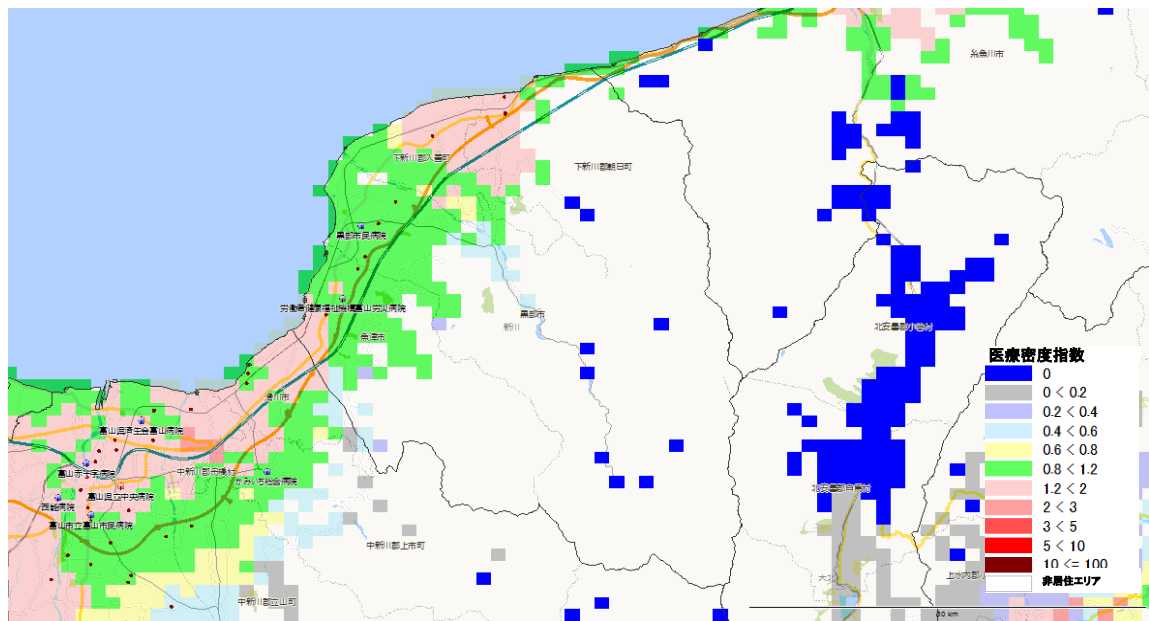 糸魚川市
下新川郡入善町
下新川郡朝日町
黒部市民病院
労働者健康福祉機構富山労災病院
黒部市
新川
魚津市
北安曇郡小谷村
滑川市
富山県済生会富山病院
富山赤十字病院
中新川郡舟橋村
かみいち総合病院
富山県立中央病院
西能病院
富山市立富山市民病院
北安曇郡白馬村
中新川郡上市町
中新川郡立山町
大北
上水内郡小
医療密度指数
0
0 < 0.2
0.2 < 0.4
0.4 < 0.6
0.6 < 0.8
0.8 < 1.2
1.2 < 2
2 < 3
3 < 5
5 < 10
10 <= 100
非居住エリア